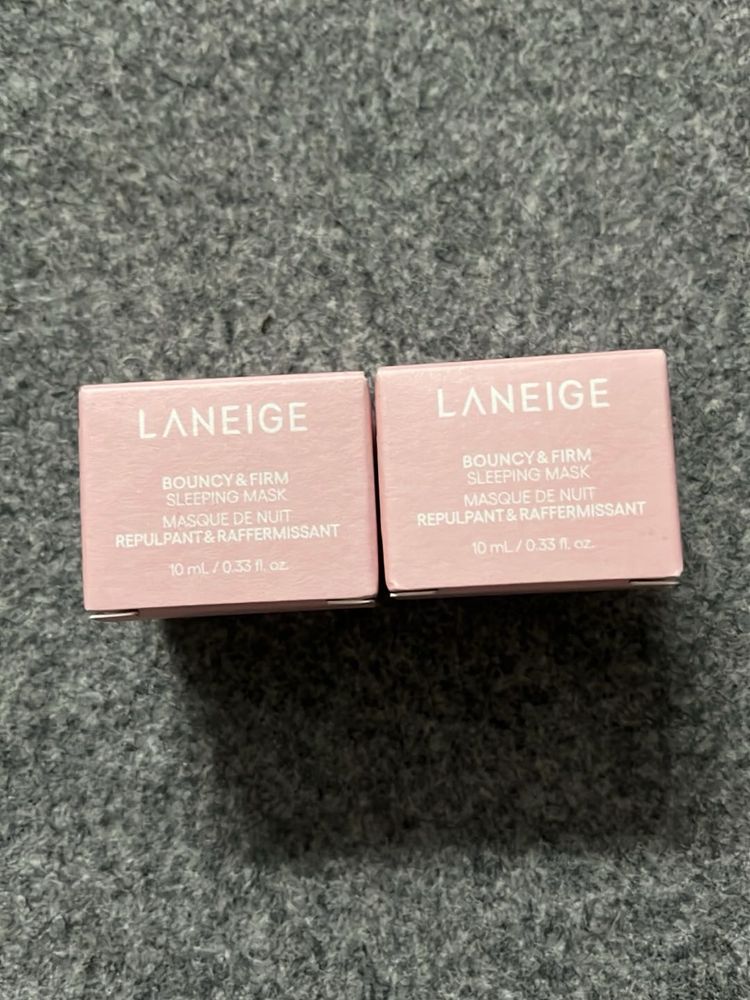 LANEIGE
BOUNCY & FIRM
SLEEPING MASK
MASQUE DE NUIT
REPULPANT & RAFFERMISSANT
10 mL / 0.33 fl. oz.
LANEIGE
BOUNCY & FIRM
SLEEPING MASK
MASQUE DE NUIT
REPULPANT & RAFFERMISSANT
10 mL / 0.33 fl. oz.